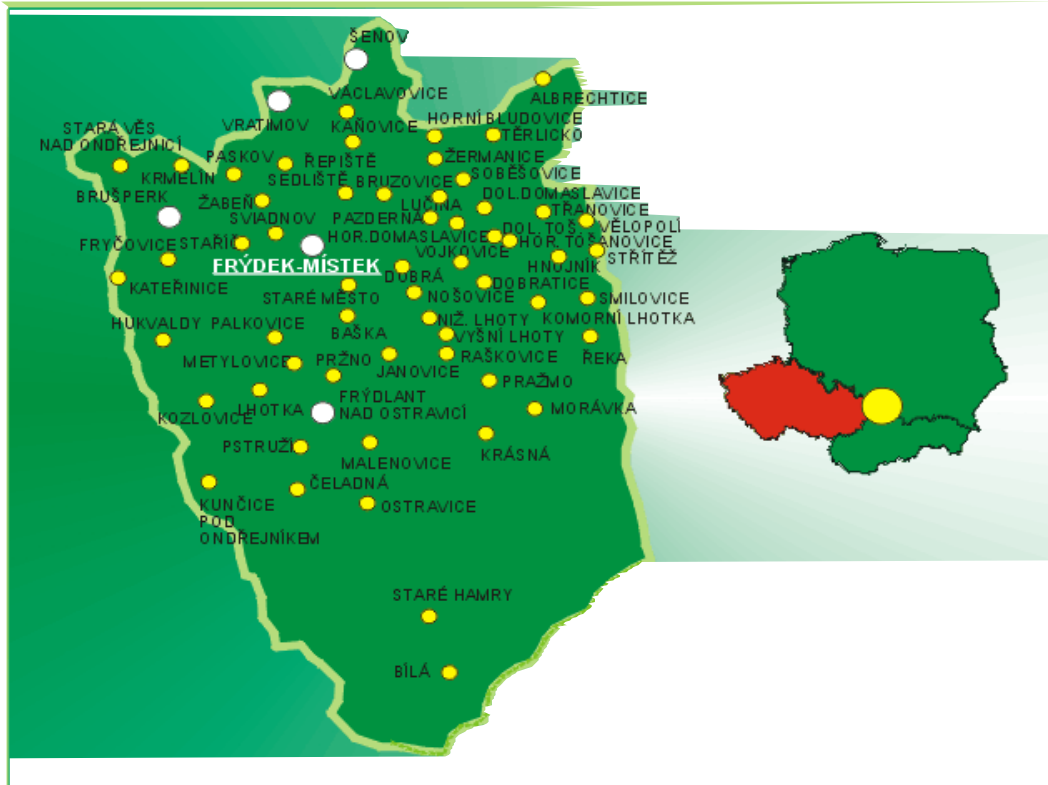 ŠENOV
VÁCLAVOVICE
ALBRECHTICE
VRATIMOV
KAŇOVICE
HORNÍ BLUDOVICE
TĚRLICKO
STARÁ VĚS
NAD ONDŘEJNICÍ
PASKOV
ŘEPIŠTĚ
ŽERMANICE
KRMELÍN
SEDLIŠTĚ
BRUZOVICE
SOBĚŠOVICE
BRUŠPERK
ŽABEŇ
LUČINA
DOL.DOMASLAVICE
SVIADNOV
PAZDERNÁ
TŘANOVICE
DOL. TOŠ.
VĚLOPOLÍ
FRYČOVICE
STAŘÍČ
HOR.DOMASLAVICE
HOR. TOŠANOVICE
VOJKOVICE
STŘÍTĚŽ
FRÝDEK-MÍSTEK
DOBRÁ
HNOJNÍK
KATEŘINICE
STARÉ MĚSTO
NOŠOVICE
DOBRATICE
SMILOVICE
HUKVALDY
PALKOVICE
BAŠKA
NIŽ. LHOTY
KOMORNÍ LHOTKA
VYŠNÍ LHOTY
METYLOVICE
PRŽNO
JANOVICE
RAŠKOVICE
ŘEKA
PRAŽMO
KOZLOVICE
LHOTKA
FRÝDLANT
NAD OSTRAVICÍ
MORÁVKA
PSTRUŽÍ
MALENOVICE
KRÁSNÁ
ČELADNÁ
KUNČICE
POD
ONDŘEJNÍKEM
OSTRAVICE
STARÉ HAMRY
BÍLÁ